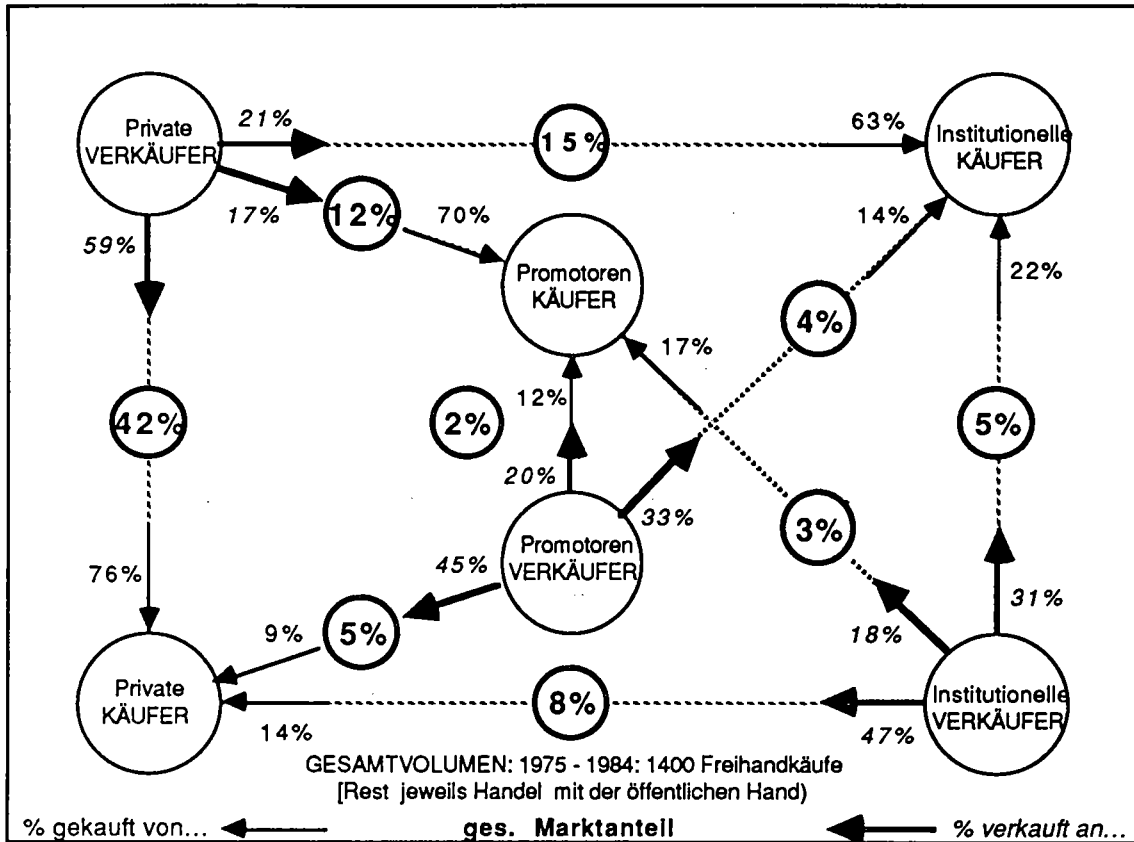 Private
VERKÄUFER
21%
15%
63%
Institutionelle
KÄUFER
17%
12%
70%
14%
59%
Promotoren
KÄUFER
22%
4%
17%
42%
2%
12%
5%
20%
33%
3%
76%
45%
Promotoren
VERKÄUFER
31%
9%
5%
18%
Private
KÄUFER
14%
8%
47%
Institutionelle
VERKÄUFER
GESAMTVOLUMEN: 1975 - 1984: 1400 Freihandkäufe
[Rest jeweils Handel mit der öffentlichen Hand)
% gekauft von... ges. Marktanteil % verkauft an...